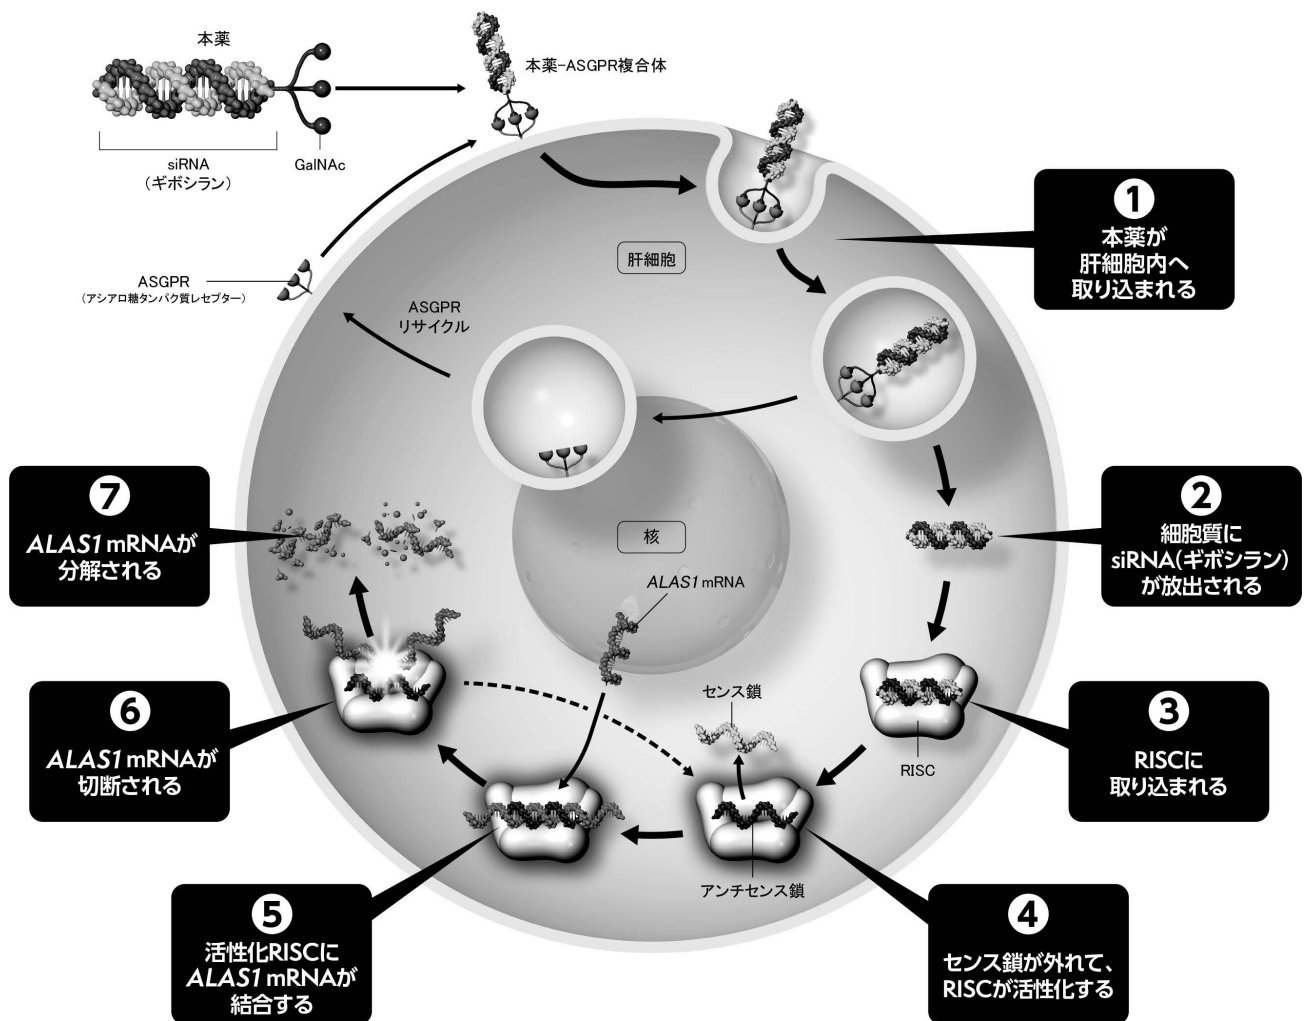 本薬
siRNA
（ギボシラン）
GalNAc
本薬-ASGPR複合体
ASGPR
（アシアロ糖タンパク質レセプター）
ASGPR
リサイクル
肝細胞
核
ALAS1 mRNA
❶
本薬が
肝細胞内へ
取り込まれる
❷
細胞質に
siRNA（ギボシラン）
が放出される
RISC
❸
RISCに
取り込まれる
センス鎖
アンチセンス鎖
❹
センス鎖が外れて、
RISCが活性化する
❺
活性化RISCに
ALAS1 mRNAが
結合する
❻
ALAS1 mRNAが
切断される
❼
ALAS1 mRNAが
分解される